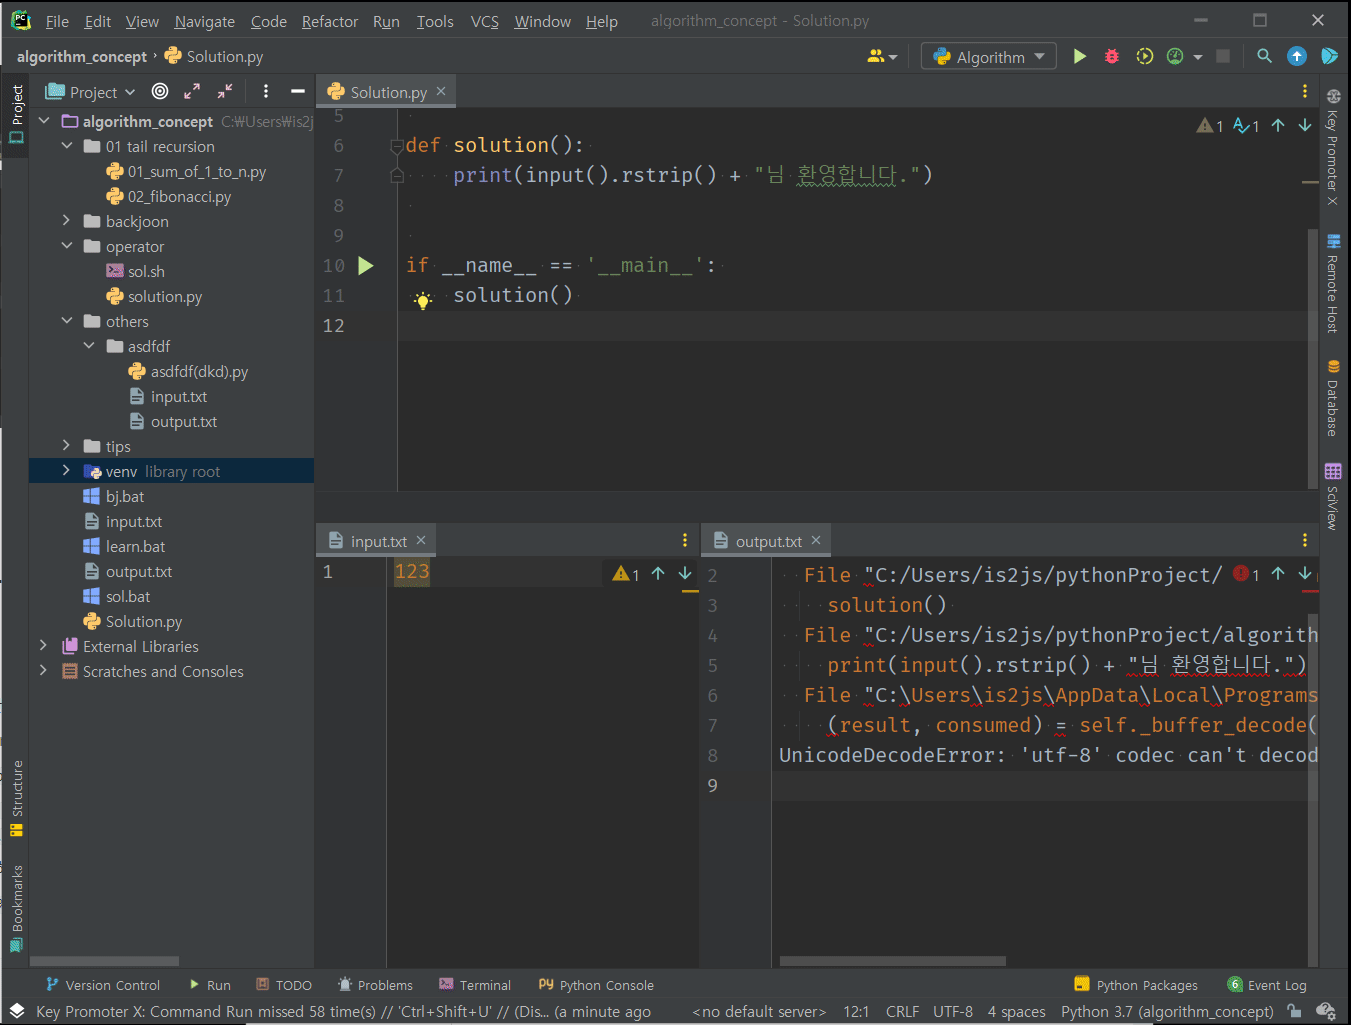 PC
File Edit View Navigate Code Refactor Run Tools VCS Window Help algorithm_concept - Solution.py
algorithm_concept › Solution.py
Algorithm
Project
Solution.py
algorithm_concept C:₩Users₩is2j
01 tail recursion
01_sum_of_1_to_n.py
02_fibonacci.py
backjoon
operator
sol.sh
solution.py
others
asdfdf
asdfdf(dkd).py
input.txt
output.txt
tips
venv library root
bj.bat
input.txt
learn.bat
output.txt
sol.bat
Solution.py
External Libraries
Scratches and Consoles
Project
Structure
Bookmarks
5
6 def solution():
7 print(input().rstrip() + "님 환영합니다.")
8
9
10 if __name__ == '__main__':
11 solution()
12
1 1
input.txt
1 123
1
output.txt
2 File "C:/Users/is2js/pythonProject/
1
3 solution()
4 File "C:/Users/is2js/pythonProject/algorith
5 print(input().rstrip() + "님 환영합니다.")
6 File "C:\Users\is2js\AppData\Local\Programs
7 (result, consumed) = self._buffer_decode(
8 UnicodeDecodeError: 'utf-8' codec can't decod
9
Key Promoter X
Remote Host
Database
SciView
Version Control Run TODO Problems Terminal Python Console Python Packages 6 Event Log
Key Promoter X: Command Run missed 58 time(s) // 'Ctrl+Shift+U' // (Dis... (a minute ago <no default server> 12:1 CRLF UTF-8 4 spaces Python 3.7 (algorithm_concept)